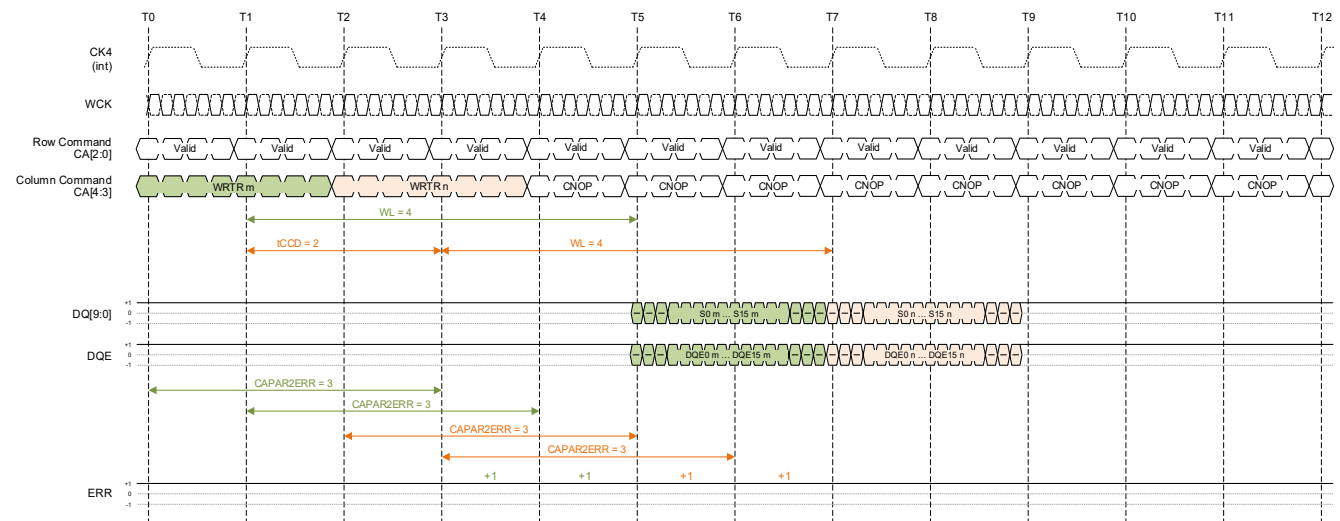 T0 T1 T2 T3 T4 T5 T6 T7 T8 T9 T10 T11 T12
CK4
(int)
WCK
Row Command
CA[2:0]
Valid Valid Valid Valid Valid Valid Valid Valid Valid Valid Valid Valid
Column Command
CA[4:3]
WRTR m WRTR n CNOP CNOP CNOP CNOP CNOP CNOP CNOP CNOP
WL = 4
tCCD = 2 WL = 4
DQ[9:0]
+1
0
-1
S0 m ... S15 m S0 n ... S15 n
DQE
+1
0
-1
DQE0 m ... DQE15 m DQE0 n ... DQE15 n
CAPAR2ERR = 3
CAPAR2ERR = 3
CAPAR2ERR = 3
CAPAR2ERR = 3
+1 +1 +1 +1
ERR
+1
0
-1